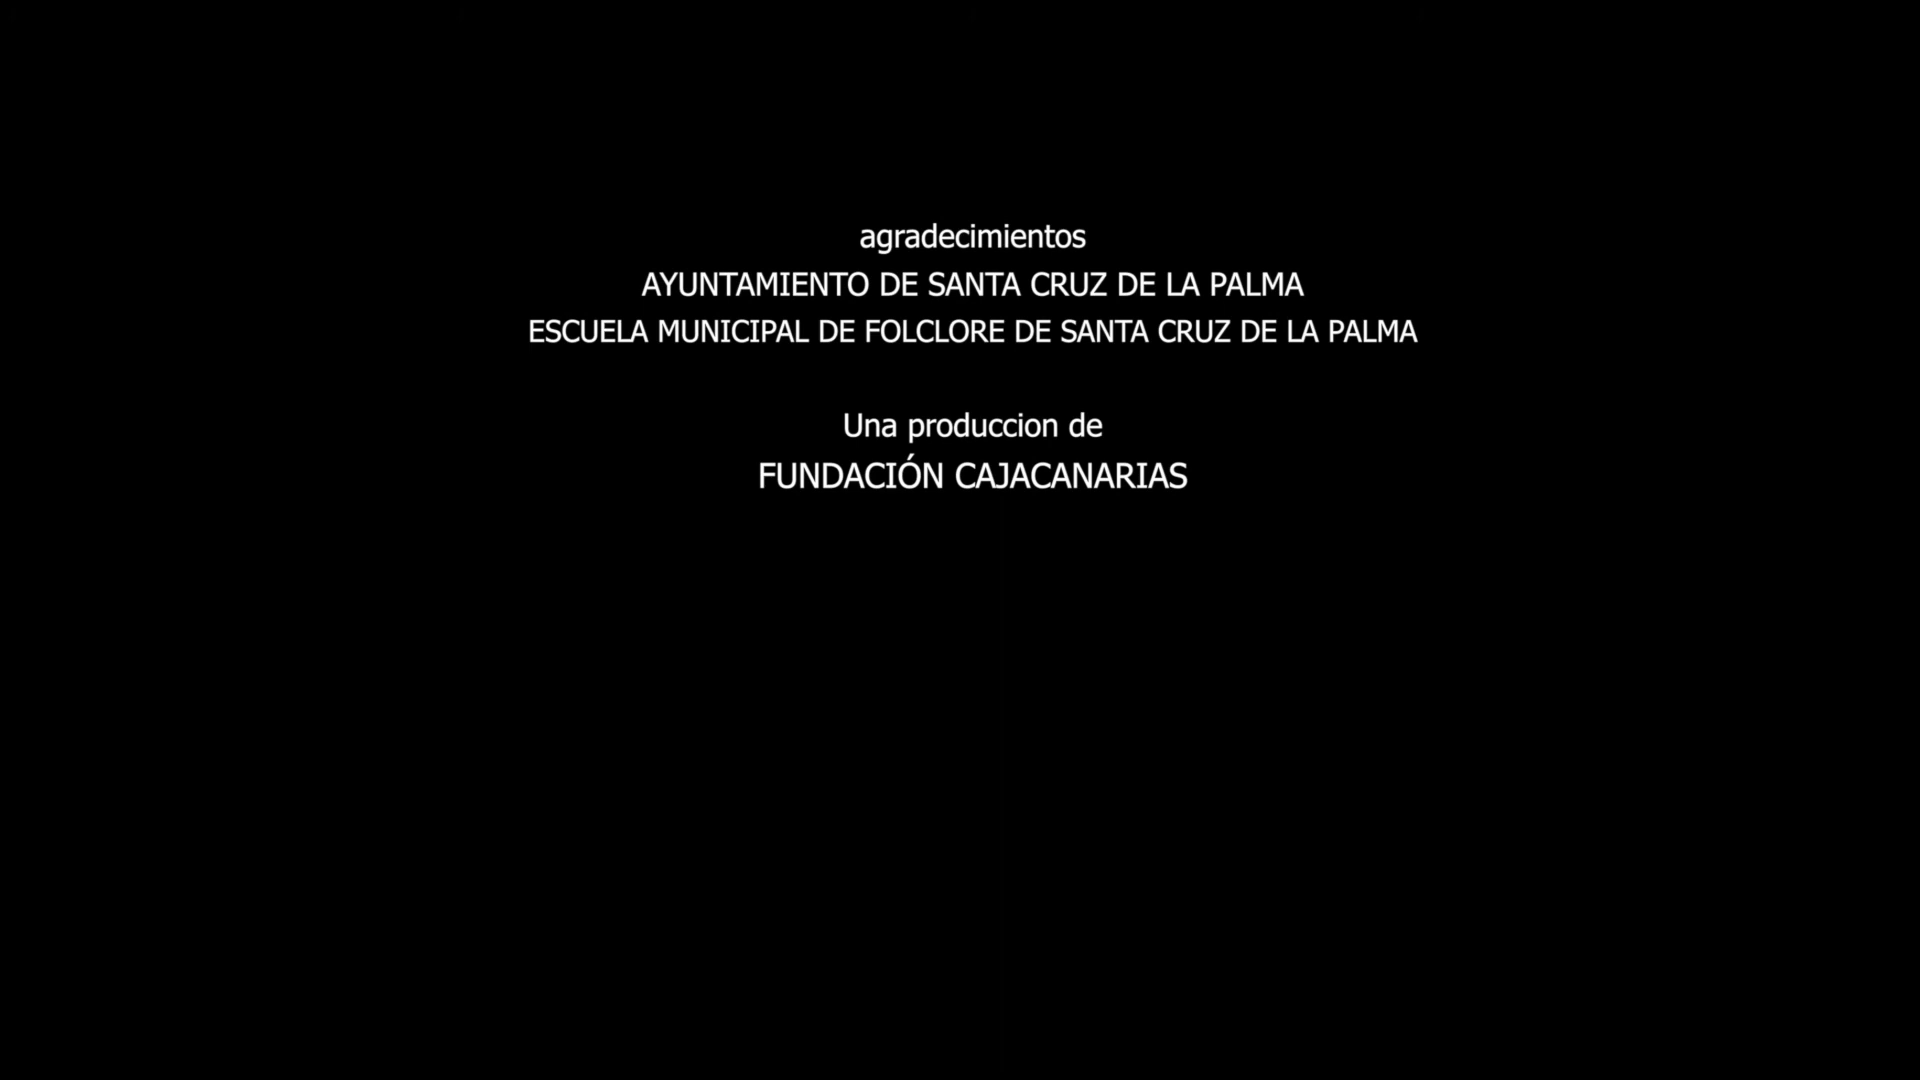 agradecimientos
AYUNTAMIENTO DE SANTA CRUZ DE LA PALMA
ESCUELA MUNICIPAL DE FOLCLORE DE SANTA CRUZ DE LA PALMA
Una produccion de
FUNDACIÓN CAJACANARIAS